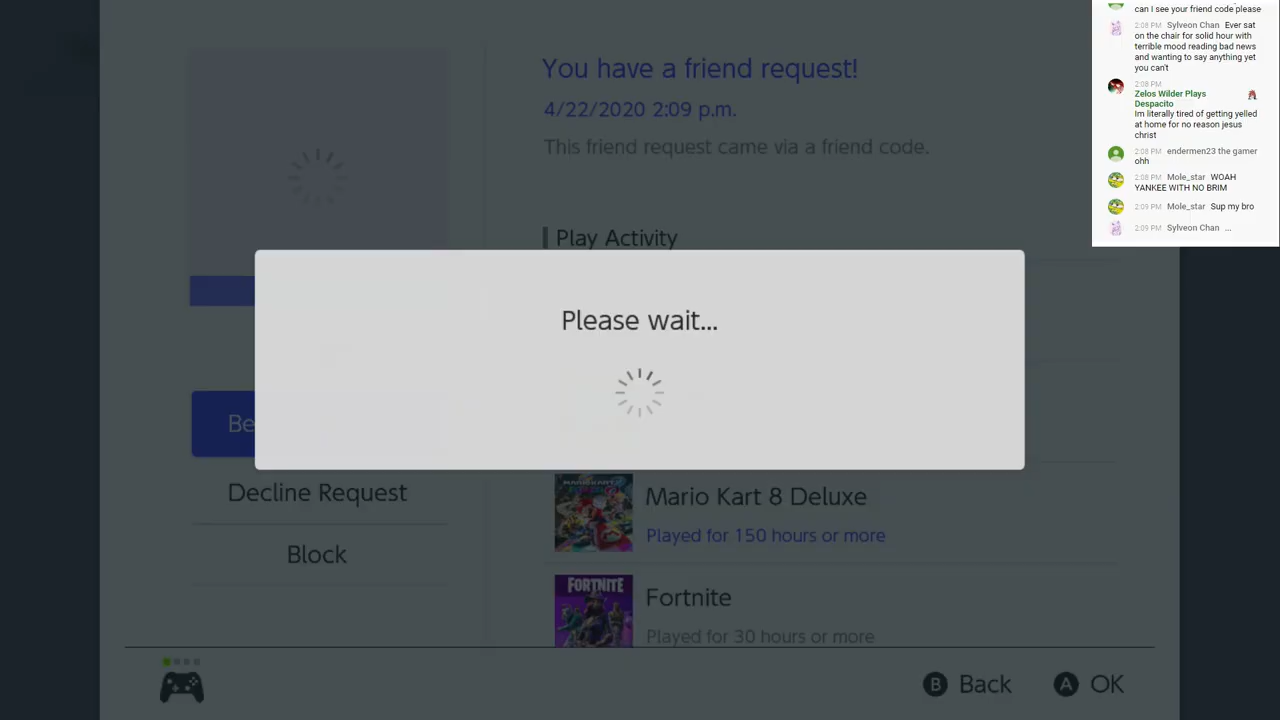 You have a friend request!
4/22/2020 2:09 p.m.
This friend request came via a friend code.
Play Activity
Please wait...
Be
Decline Request
Block
Mario Kart 8 Deluxe
Played for 150 hours or more
FORTNITE
Fortnite
Played for 30 hours or more
B Back
A OK
can I see your friend code please
2:08 PM Sylveon Chan Ever sat
on the chair for solid hour with
terrible mood reading bad news
and wanting to say anything yet
you can't
2:08 PM
Zelos Wilder Plays
Despacito
Im literally tired of getting yelled
at home for no reason jesus
christ
2:08 PM endermen23 the gamer
ohh
2:08 PM Mole_star WOAH
YANKEE WITH NO BRIM
2:09 PM Mole_star Sup my bro
2:09 PM Sylveon Chan ...